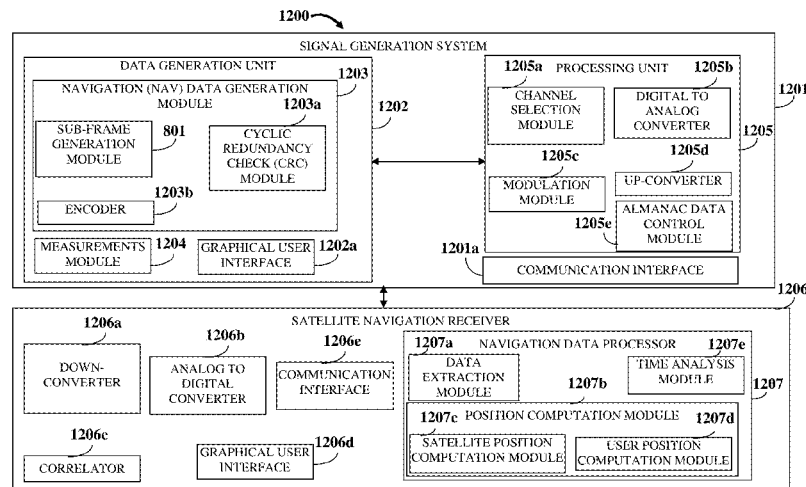 1200
SIGNAL GENERATION SYSTEM
1201
DATA GENERATION UNIT
1202
NAVIGATION (NAV) DATA GENERATION
MODULE
1203
SUB-FRAME
GENERATION
MODULE
801
1203a
CYCLIC
REDUNDANCY
CHECK (CRC)
MODULE
1203b
ENCODER
MEASUREMENTS
MODULE
1204
GRAPHICAL USER
INTERFACE
1202a
PROCESSING UNIT
1205
1205a
CHANNEL
SELECTION
MODULE
1205b
DIGITAL TO
ANALOG
CONVERTER
1205c
MODULATION
MODULE
1205d
UP-CONVERTER
1205e
ALMANAC DATA
CONTROL
MODULE
1201a
COMMUNICATION INTERFACE
1206
SATELLITE NAVIGATION RECEIVER
1206a
DOWN-
CONVERTER
1206b
ANALOG TO
DIGITAL
CONVERTER
1206e
COMMUNICATION
INTERFACE
1206c
CORRELATOR
GRAPHICAL USER
INTERFACE
1206d
NAVIGATION DATA PROCESSOR
1207
1207a
DATA
EXTRACTION
MODULE
1207e
TIME ANALYSIS
MODULE
1207b
POSITION COMPUTATION MODULE
1207c
SATELLITE POSITION
COMPUTATION MODULE
1207d
USER POSITION
COMPUTATION MODULE